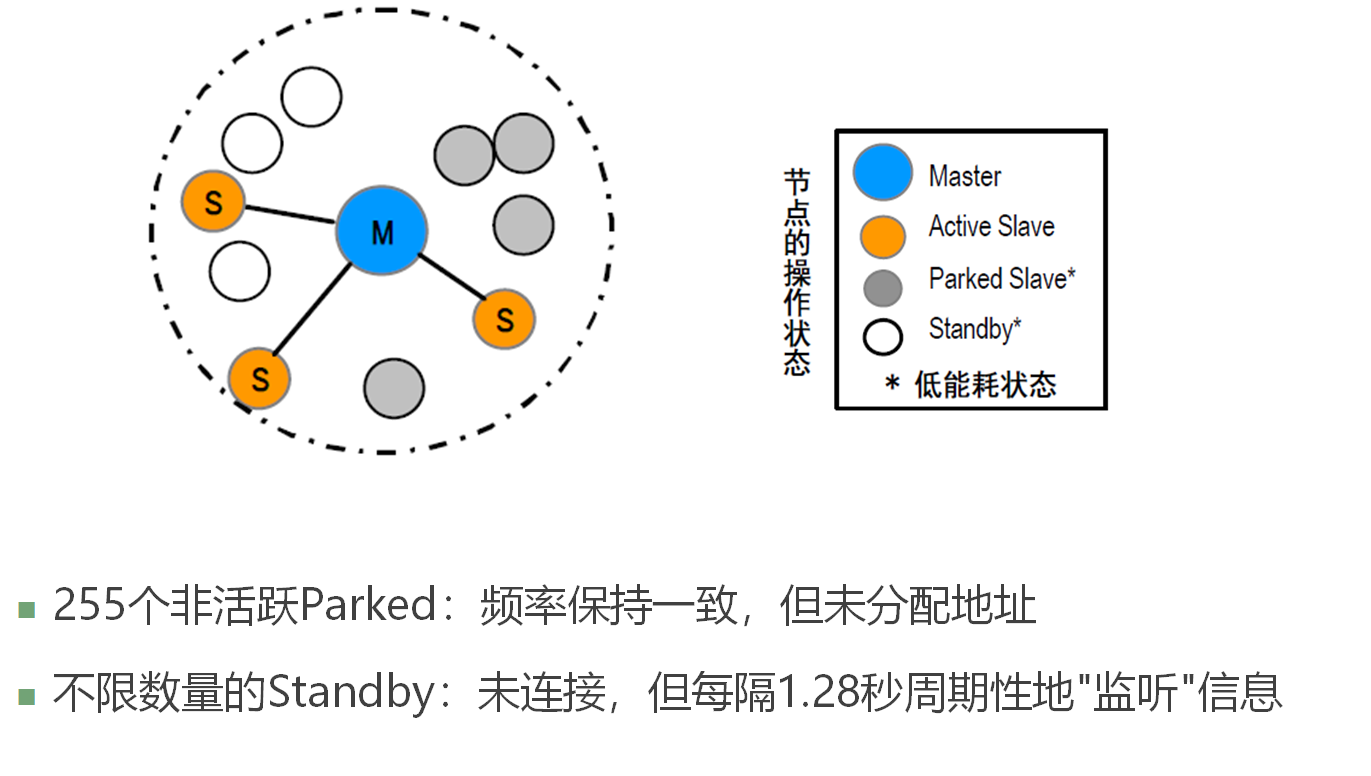 S
M
S
S
节点的操作状态
Master
Active Slave
Parked Slave*
Standby*
* 低能耗状态
255个非活跃Parked：频率保持一致，但未分配地址
不限数量的Standby：未连接，但每隔1.28秒周期性地"监听"信息